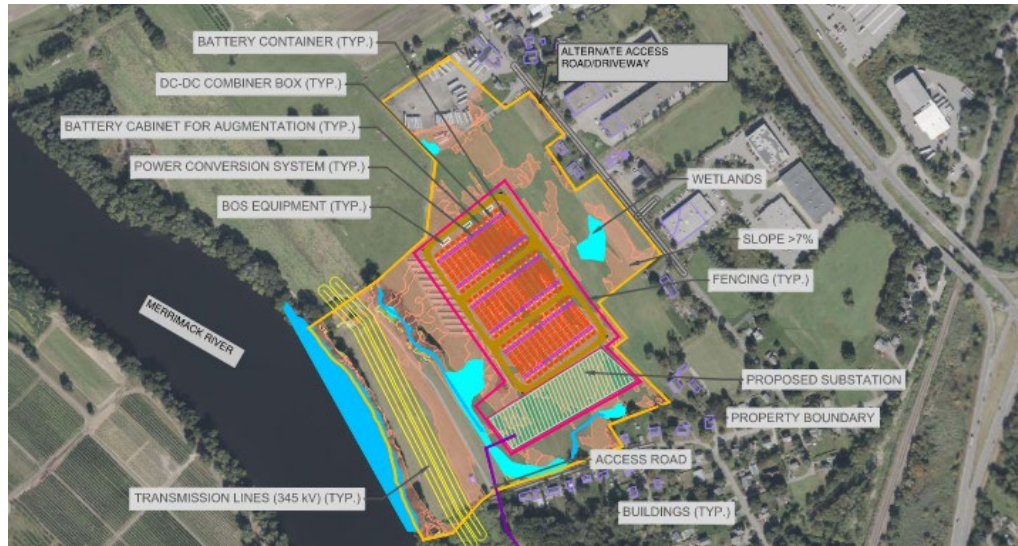 BATTERY CONTAINER (TYP.)
ALTERNATE ACCESS
ROAD/DRIVEWAY
DC-DC COMBINER BOX (TYP.)
BATTERY CABINET FOR AUGMENTATION (TYP.)
POWER CONVERSION SYSTEM (TYP.)
WETLANDS
BOS EQUIPMENT (TYP.)
SLOPE >7%
FENCING (TYP.)
MERRIMACK RIVER
PROPOSED SUBSTATION
PROPERTY BOUNDARY
ACCESS ROAD
TRANSMISSION LINES (345 kV) (TYP.)
BUILDINGS (TYP.)